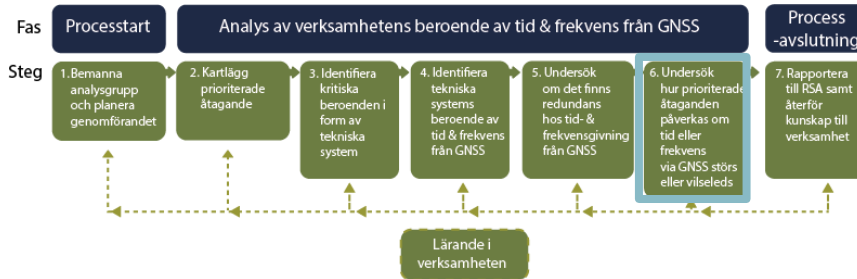 Fas
Processtart
Analys av verksamhetens beroende av tid & frekvens från GNSS
Process
-avslutning
Steg
1. Bemanna
analysgrupp
och planera
genomförandet
2. Kartlägg
prioriterade
åtagande
3. Identifiera
kritiska
beroenden i
form av
tekniska
system
4. Identifiera
tekniska
systems
beroende av
tid & frekvens
från GNSS
5. Undersök
om det finns
redundans
hos tid- &
frekvensgivning
från GNSS
6. Undersök
hur prioriterade
åtaganden
påverkas om
tid eller
frekvens
via GNSS störs
eller vilseleds
7. Rapportera
till RSA samt
återför
kunskap till
verksamhet
Lärande i
verksamheten